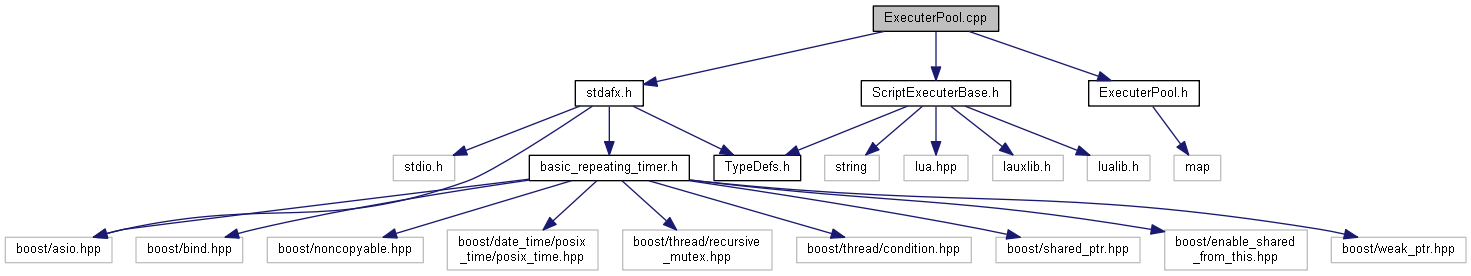 ExecuterPool.cpp
stdafx.h
ScriptExecuterBase.h
ExecuterPool.h
stdio.h
basic_repeating_timer.h
TypeDefs.h
string
lua.hpp
lauxlib.h
lualib.h
map
boost/asio.hpp
boost/bind.hpp
boost/noncopyable.hpp
boost/date_time/posix
_time/posix_time.hpp
boost/thread/recursive
_mutex.hpp
boost/thread/condition.hpp
boost/shared_ptr.hpp
boost/enable_shared
_from_this.hpp
boost/weak_ptr.hpp